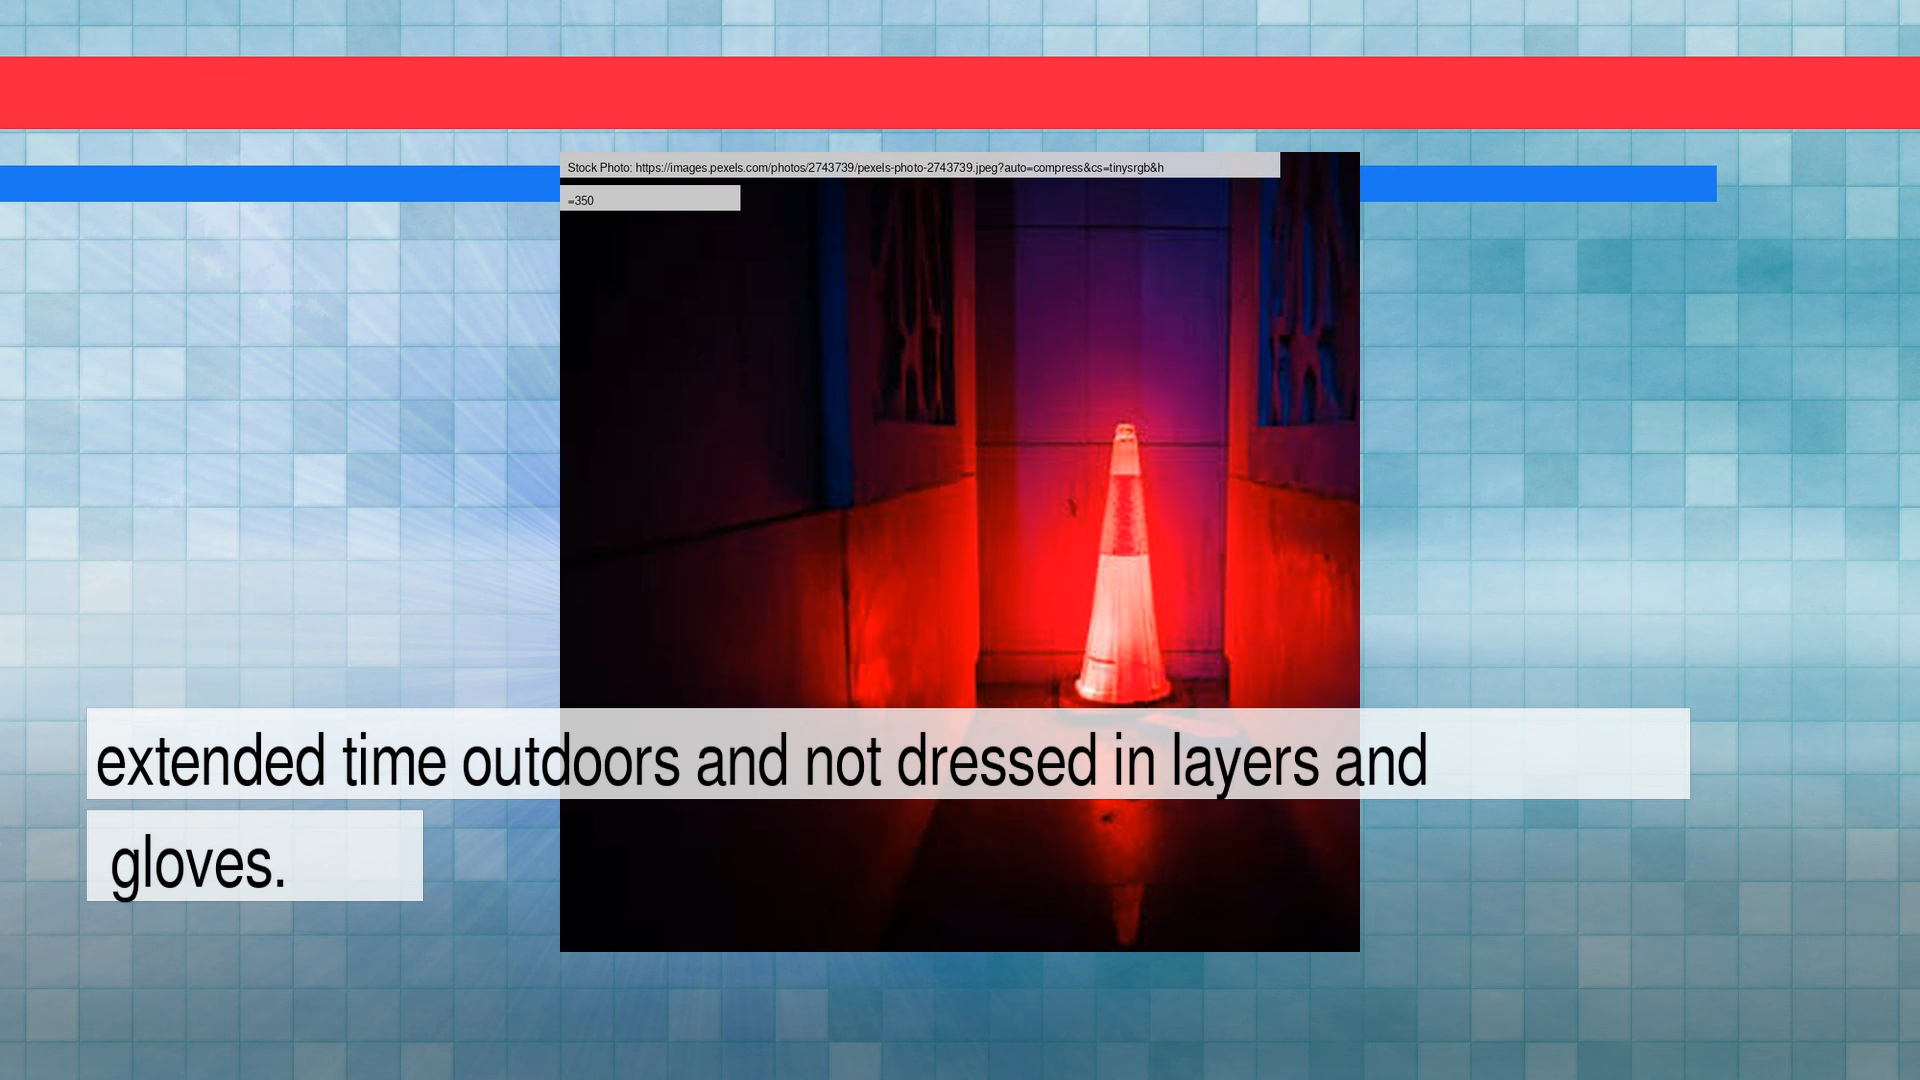 Stock Photo: https://images.pexels.com/photos/2743739/pexels-photo-2743739.jpeg?auto=compress&cs=tinysrgb&h
=350
extended time outdoors and not dressed in layers and
gloves.